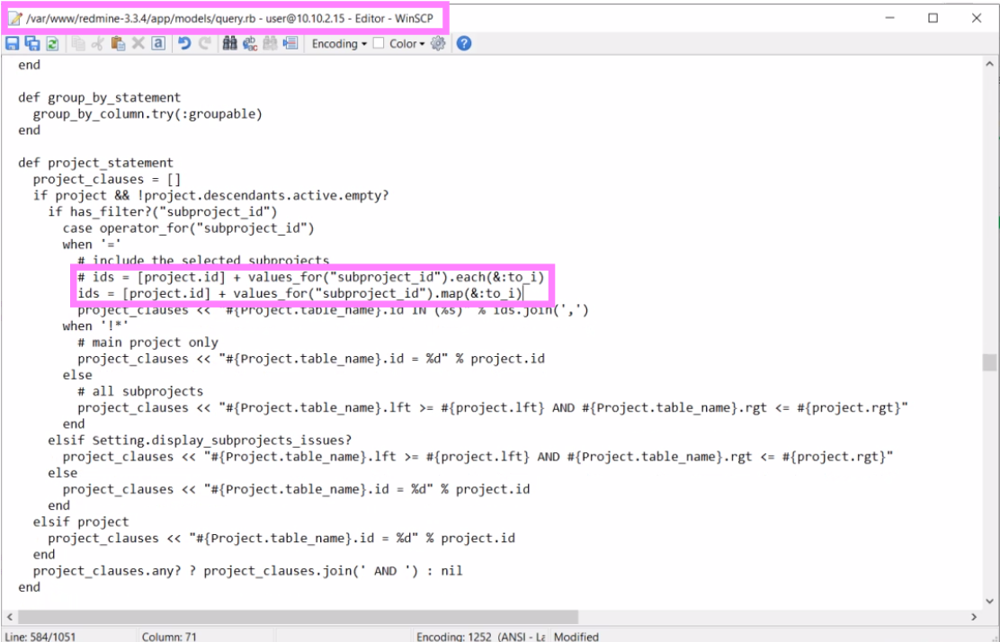 /var/www/redmine-3.3.4/app/models/query.rb - user@10.10.2.15 - Editor - WinSCP
Encoding Color
end
def group_by_statement
group_by_column.try(:groupable)
end
def project_statement
project_clauses = []
if project && !project.descendants.active.empty?
if has_filter?("subproject_id")
case operator_for("subproject_id")
when '='
# include the selected subprojects
# ids = [project.id] + values_for("subproject_id").each(&:to_i)
ids = [project.id] + values_for("subproject_id").map(&:to_i)
project_clauses << "#{Project.table_name}.id IN (%s)" % ids.join(',')
when '!*'
# main project only
project_clauses << "#{Project.table_name}.id = %d" % project.id
else
# all subprojects
project_clauses << "#{Project.table_name}.lft >= #{project.lft} AND #{Project.table_name}.rgt <= #{project.rgt}"
end
elsif Setting.display_subprojects_issues?
project_clauses << "#{Project.table_name}.lft >= #{project.lft} AND #{Project.table_name}.rgt <= #{project.rgt}"
else
project_clauses << "#{Project.table_name}.id = %d" % project.id
end
elsif project
project_clauses << "#{Project.table_name}.id = %d" % project.id
end
project_clauses.any? ? project_clauses.join(' AND ') : nil
end
Line: 584/1051 Column: 71 Encoding: 1252 (ANSI - La Modified